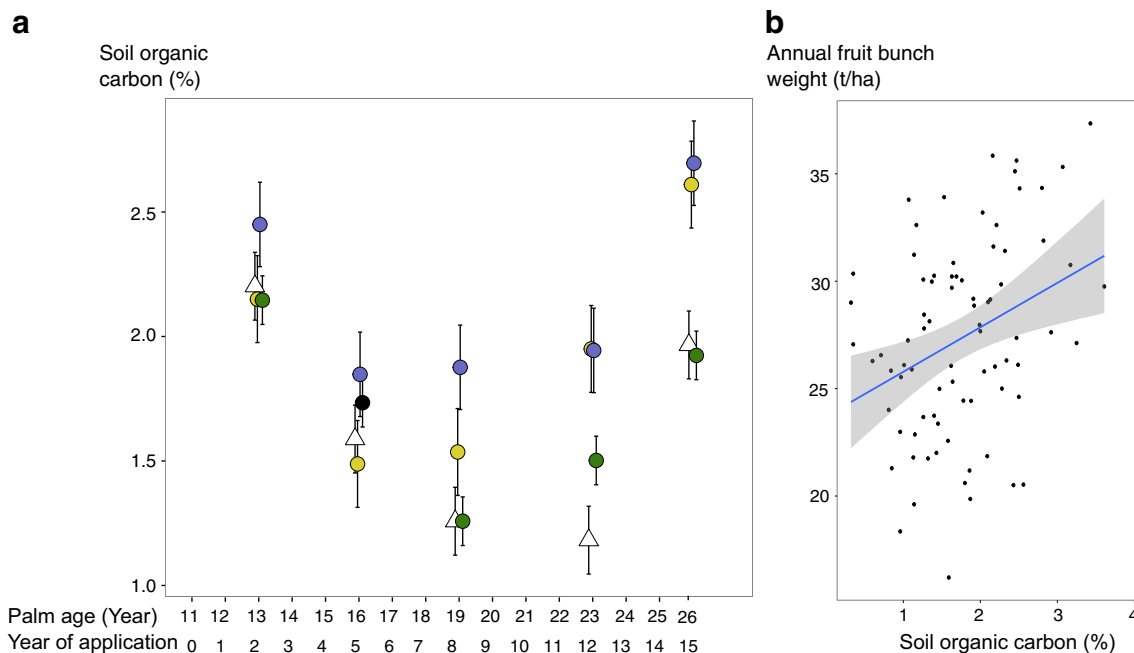 a
Soil organic
carbon (%)
2.5
2.0
1.5
1.0
Palm age (Year) 11 12 13 14 15 16 17 18 19 20 21 22 23 24 25 26
Year of application 0 1 2 3 4 5 6 7 8 9 10 11 12 13 14 15
b
Annual fruit bunch
weight (t/ha)
35
30
25
20
1 2 3 4
Soil organic carbon (%)